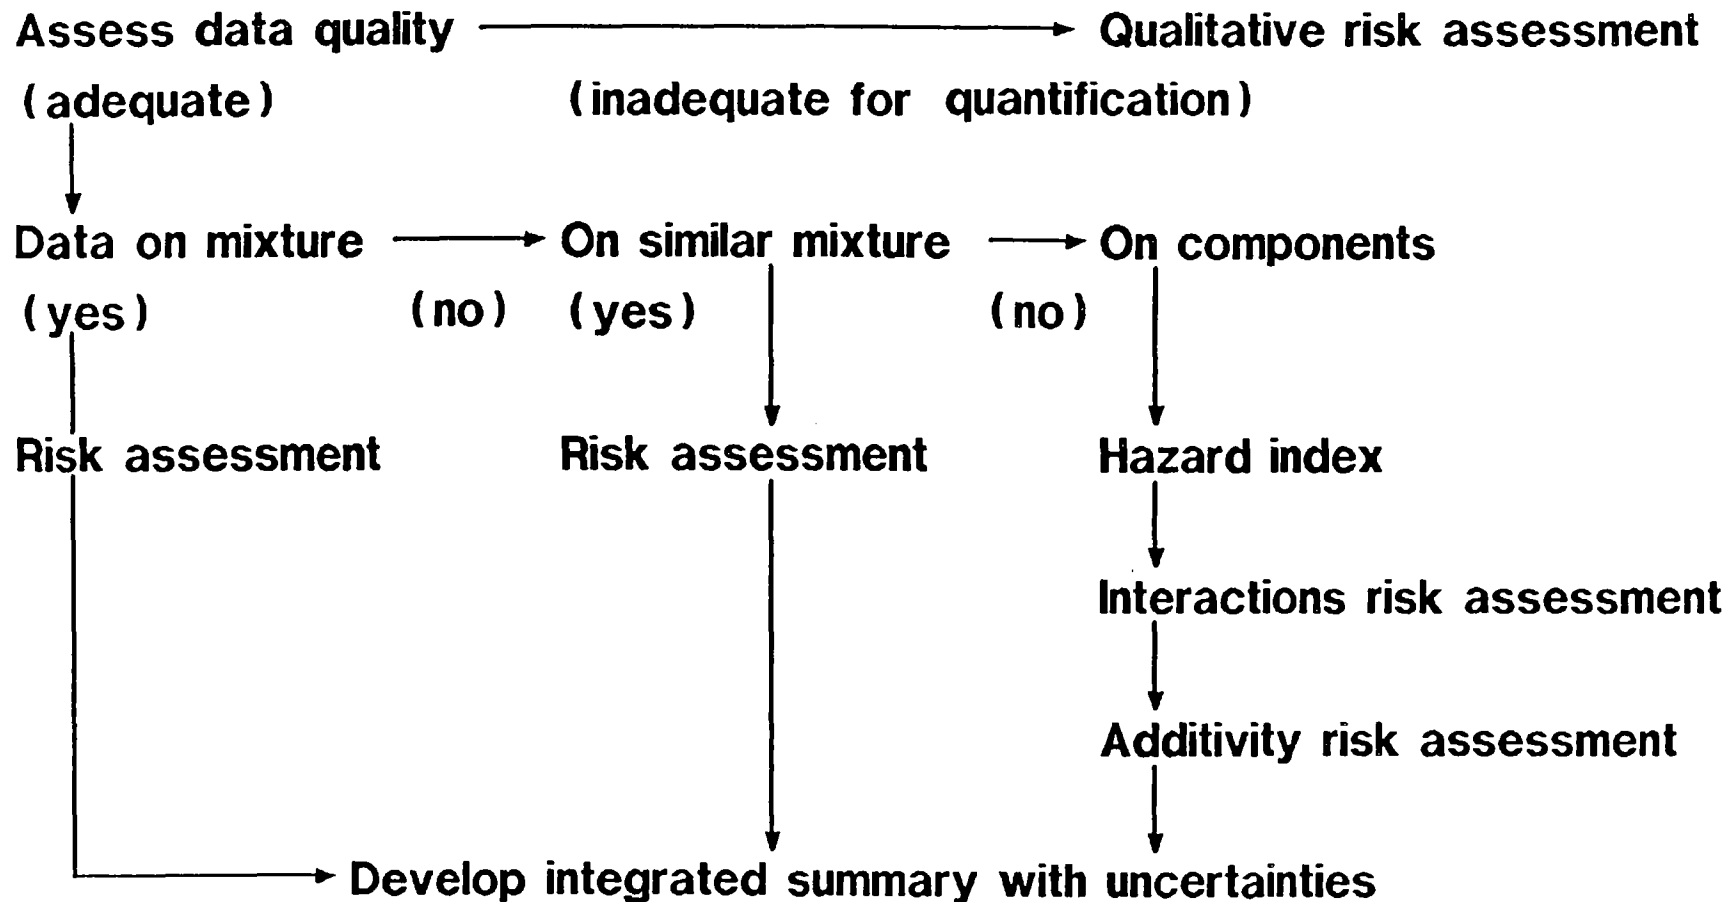 Assess data quality Qualitative risk assessment
(adequate) (inadequate for quantification)
Data on mixture On similar mixture On components
(yes) (no) (yes) (no)
Risk assessment Risk assessment Hazard index
Interactions risk assessment
Additivity risk assessment
Develop integrated summary with uncertainties